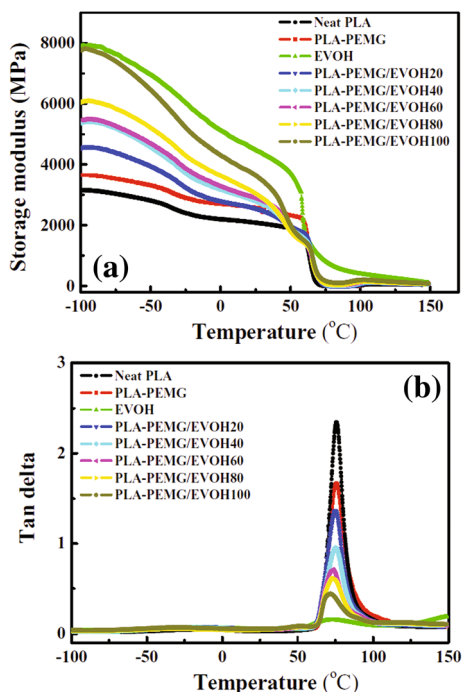 8000
6000
4000
2000
0
Storage modulus (MPa)
Neat PLA
PLA-PEMG
EVOH
PLA-PEMG/EVOH20
PLA-PEMG/EVOH40
PLA-PEMG/EVOH60
PLA-PEMG/EVOH80
PLA-PEMG/EVOH100
(a)
-100 -50 0 50 100 150
Temperature (°C)
3
2
1
0
Tan delta
Neat PLA
PLA-PEMG
EVOH
PLA-PEMG/EVOH20
PLA-PEMG/EVOH40
PLA-PEMG/EVOH60
PLA-PEMG/EVOH80
PLA-PEMG/EVOH100
(b)
-100 -50 0 50 100 150
Temperature (°C)